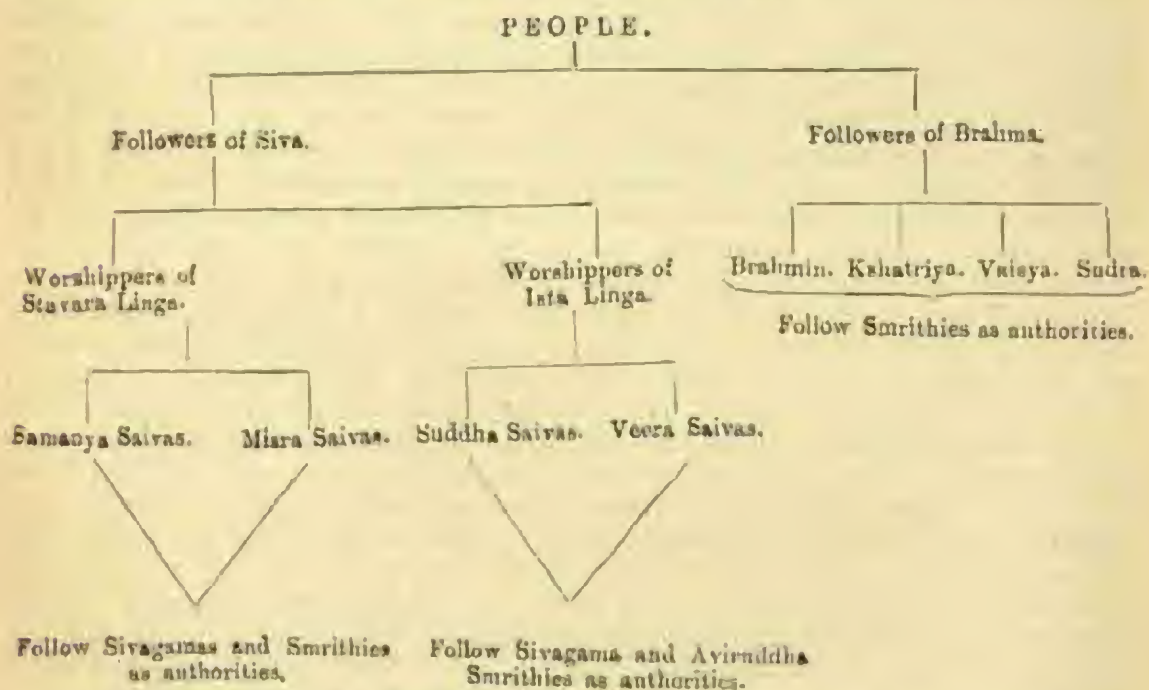 PEOPLE.
Followers of Siva.
Followers of Brahma.
Worshippers of
Stavara Linga.
Worshippers of
Ista Linga.
Brahmin. Kshatriya. Vaisya. Sudra.
Follow Smrithies as authorities.
Samanya Saivas. Misra Saivas. Suddha Saivas. Veera Saivas.
Follow Sivagamas and Smrithies
as authorities.
Follow Sivagama and Aviruddha
Smrithies as authorities.